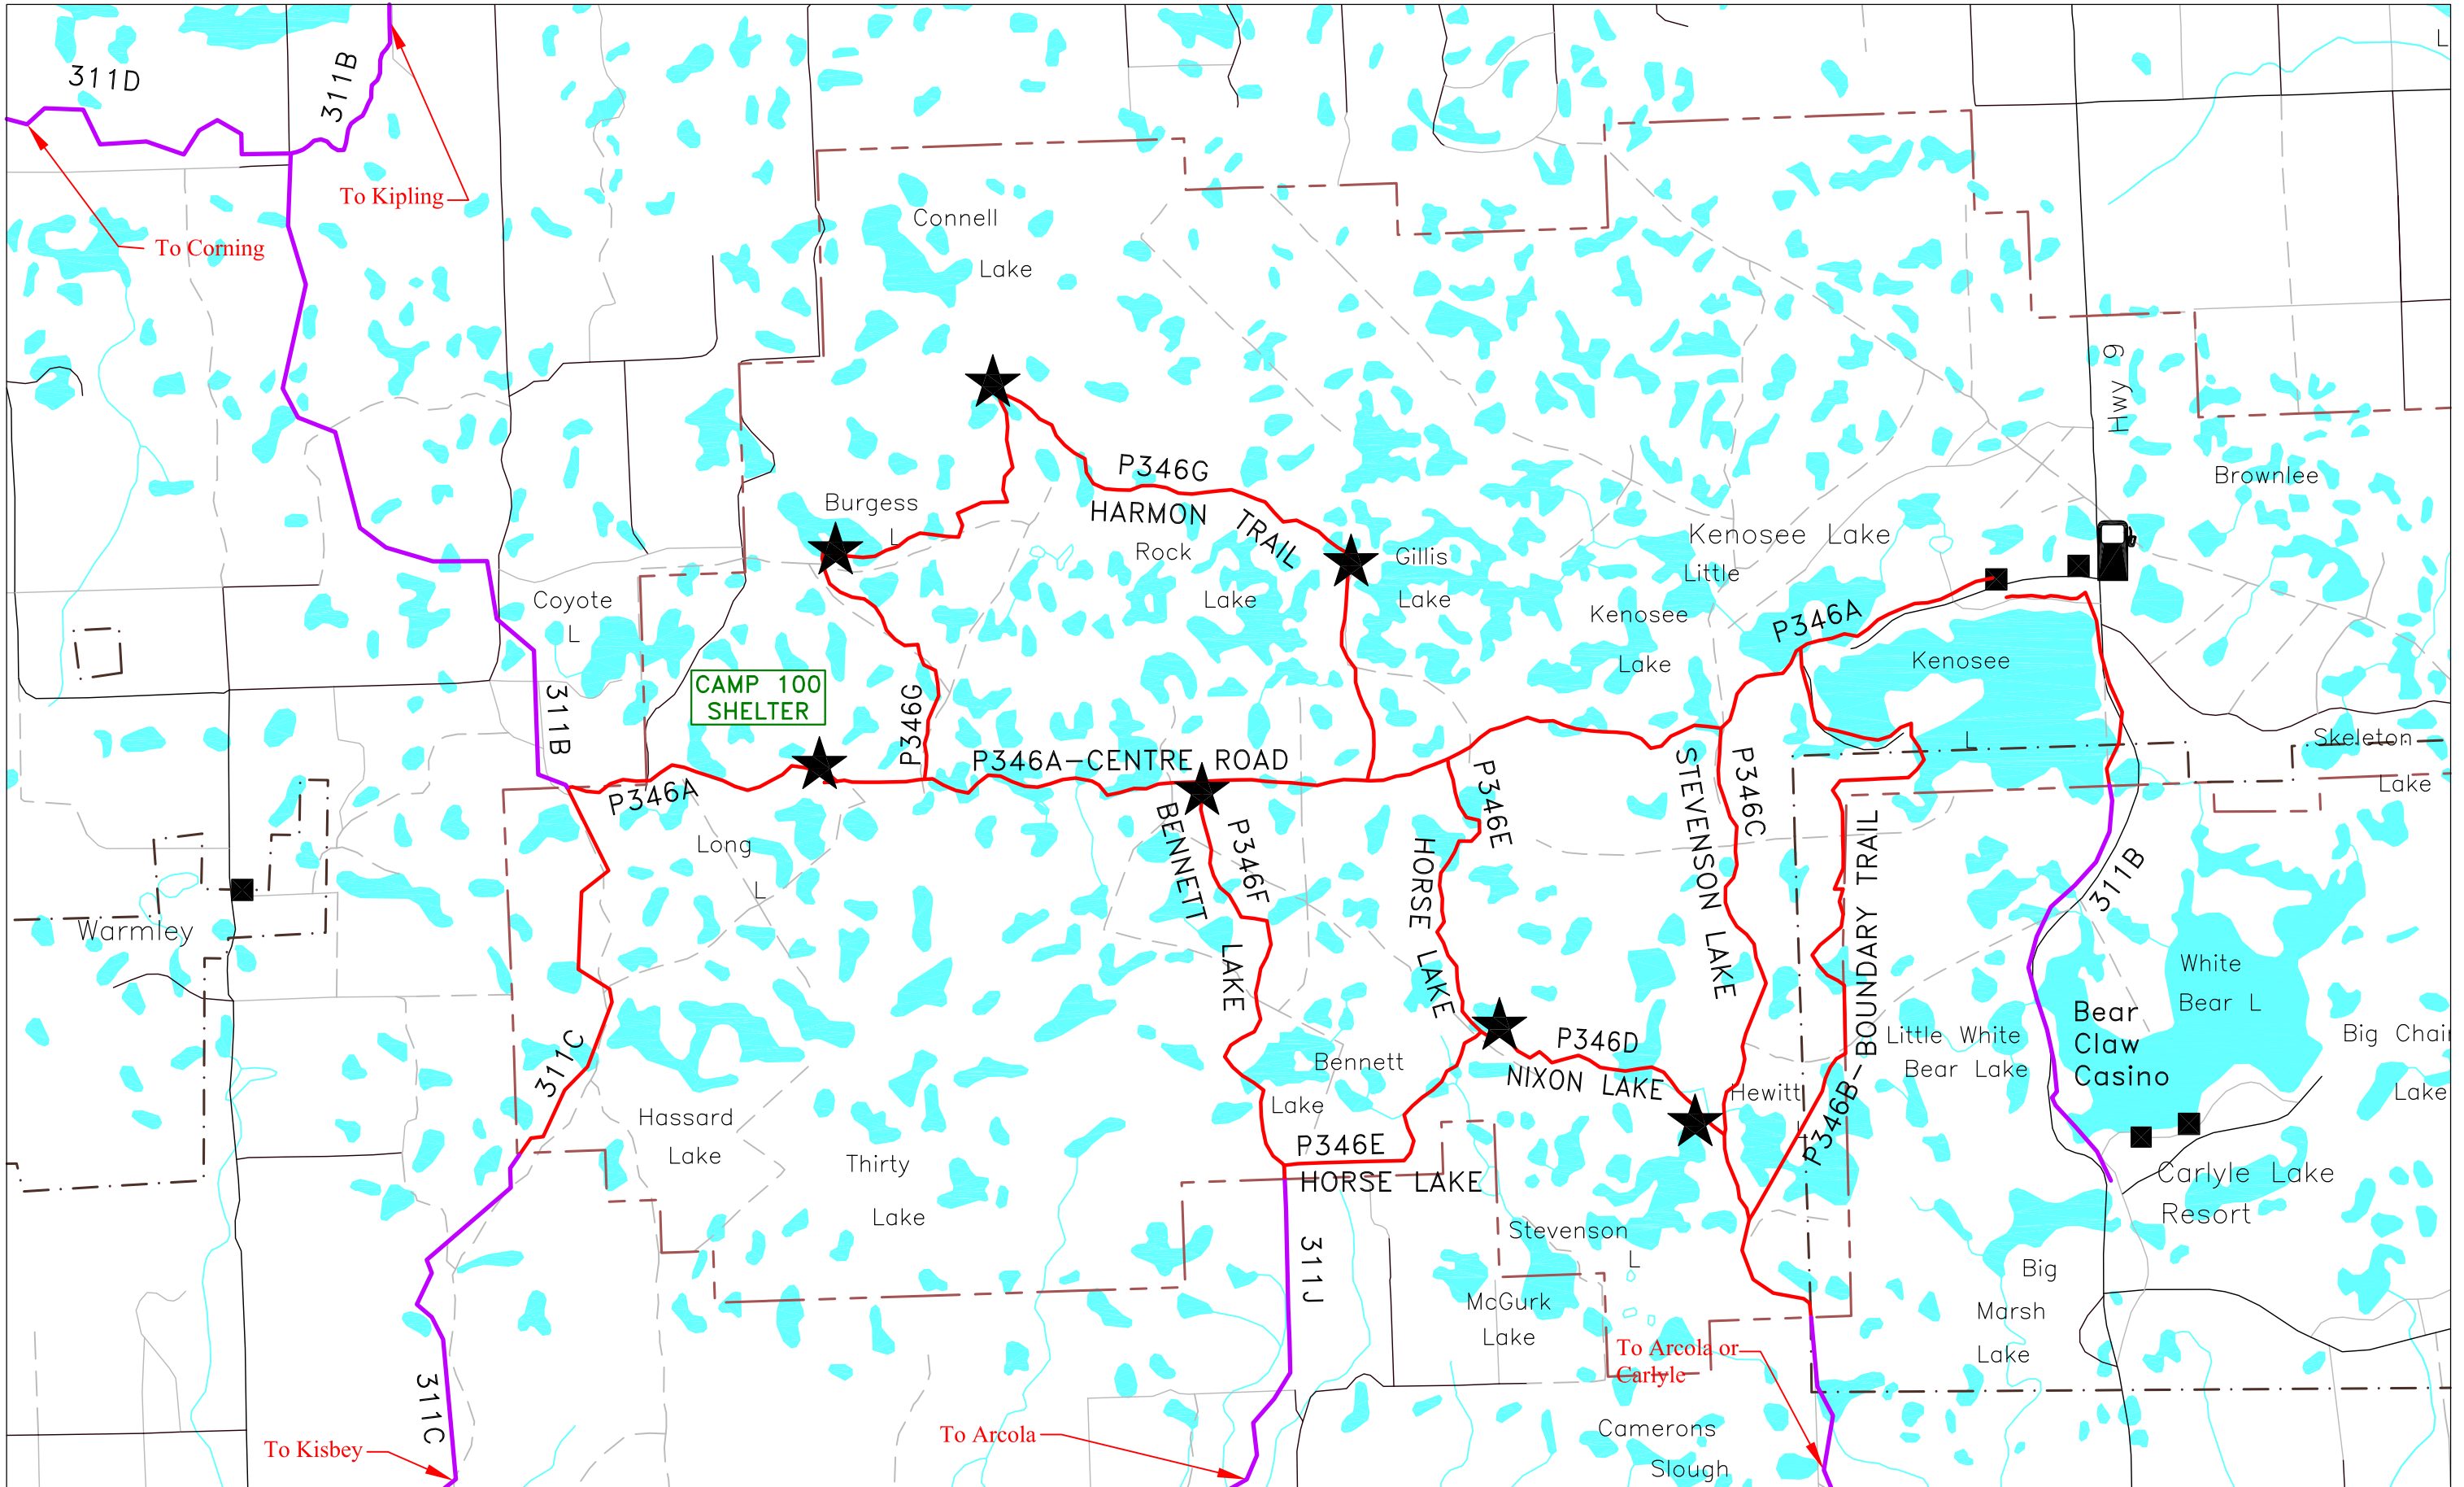 311D
311B
To Kipling
To Corning
L
Connell
Lake
Hwy 9
Brownlee
P346G
HARMON TRAIL
Burgess
L
Rock
Lake
Gillis
Lake
Kenosee Lake
Little
Kenosee
Lake
P346A
Kenosee
L
Coyote
L
CAMP 100
SHELTER
311B
P346G
P346A-CENTRE ROAD
P346A
Skeleton
Lake
Long
L
BENNETT
LAKE
P346F
HORSE LAKE
P346E
STEVENSON LAKE
P346C
P346B-BOUNDARY TRAIL
311B
Warmley
White
Bear L
Bear
Claw
Casino
Little White
Bear Lake
Big Chain
Lake
311C
P346D
NIXON LAKE
Bennett
Lake
Hewitt
L
Hassard
Lake
P346E
HORSE LAKE
Thirty
Lake
Carlyle Lake
Resort
Stevenson
L
311J
Big
Marsh
Lake
McGurk
Lake
To Arcola or
Carlyle
311C
To Kisbey
To Arcola
Camerons
Slough